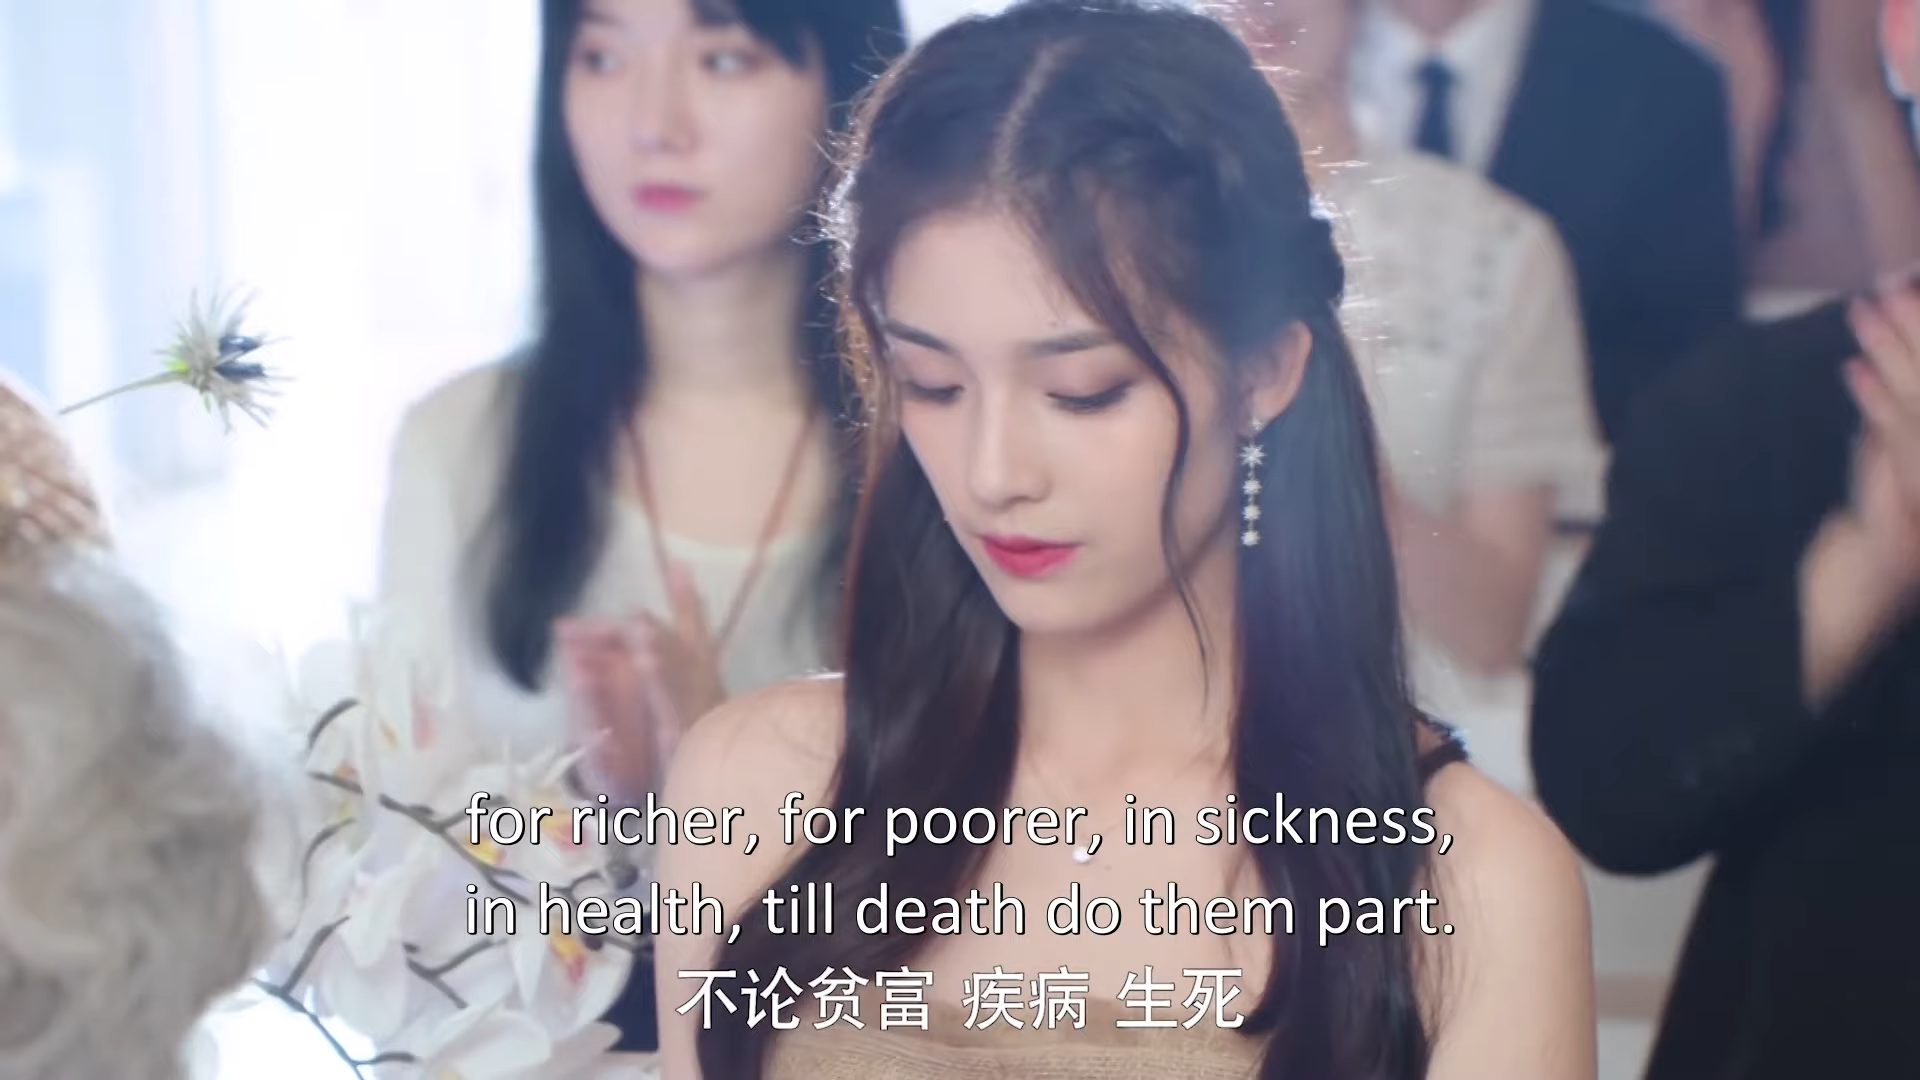 for richer, for poorer, in sickness,
in health, till death do them part.
不论贫富 疾病 生死